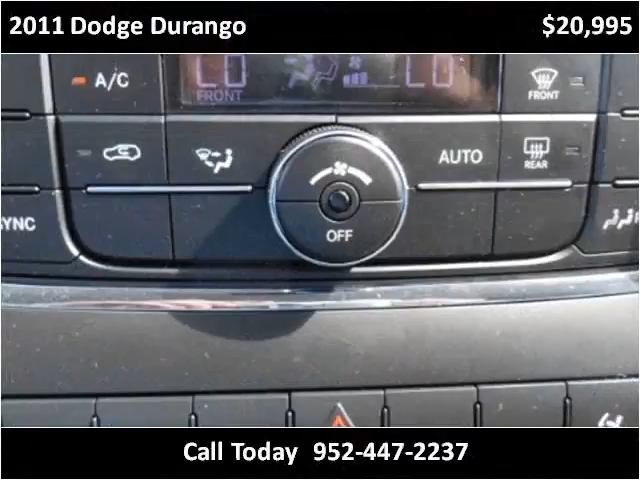 2011 Dodge Durango $20,995
LO LO
FRONT
A/C
FRONT
AUTO
REAR
SYNC
OFF
Call Today 952-447-2237